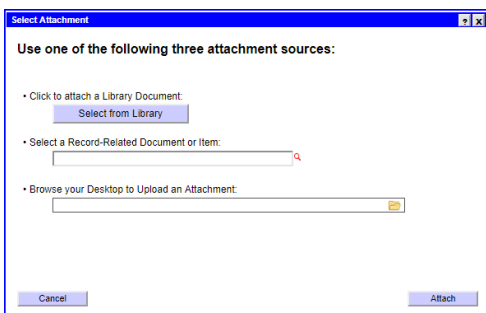 Select Attachment
? x
Use one of the following three attachment sources:
• Click to attach a Library Document:
Select from Library
• Select a Record-Related Document or Item:
• Browse your Desktop to Upload an Attachment:
Cancel Attach